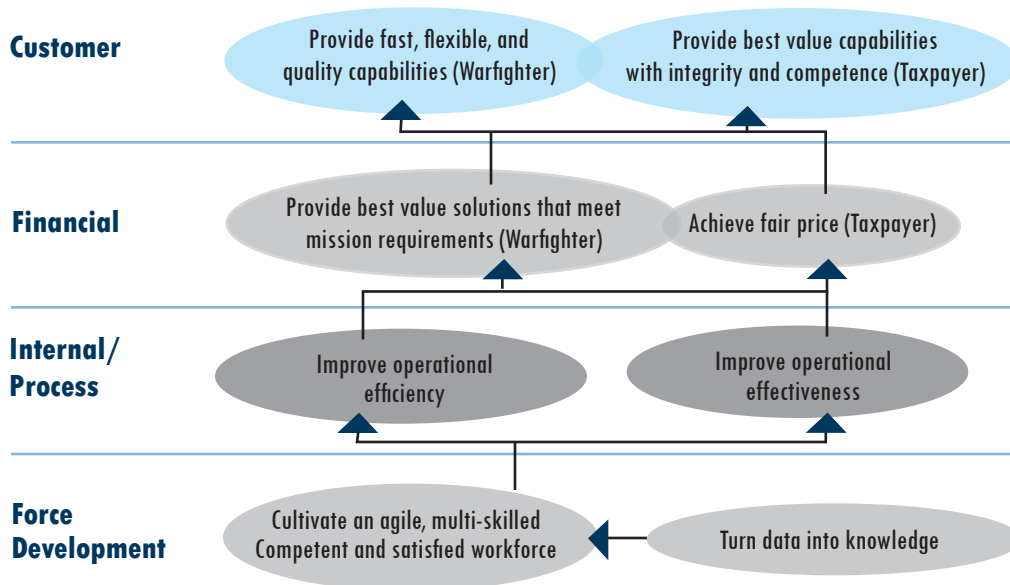 Customer
Provide fast, flexible, and
quality capabilities (Warfighter)
Provide best value capabilities
with integrity and competence (Taxpayer)
Financial
Provide best value solutions that meet
mission requirements (Warfighter)
Achieve fair price (Taxpayer)
Internal/
Process
Improve operational
efficiency
Improve operational
effectiveness
Force
Development
Cultivate an agile, multi-skilled
Competent and satisfied workforce
Turn data into knowledge